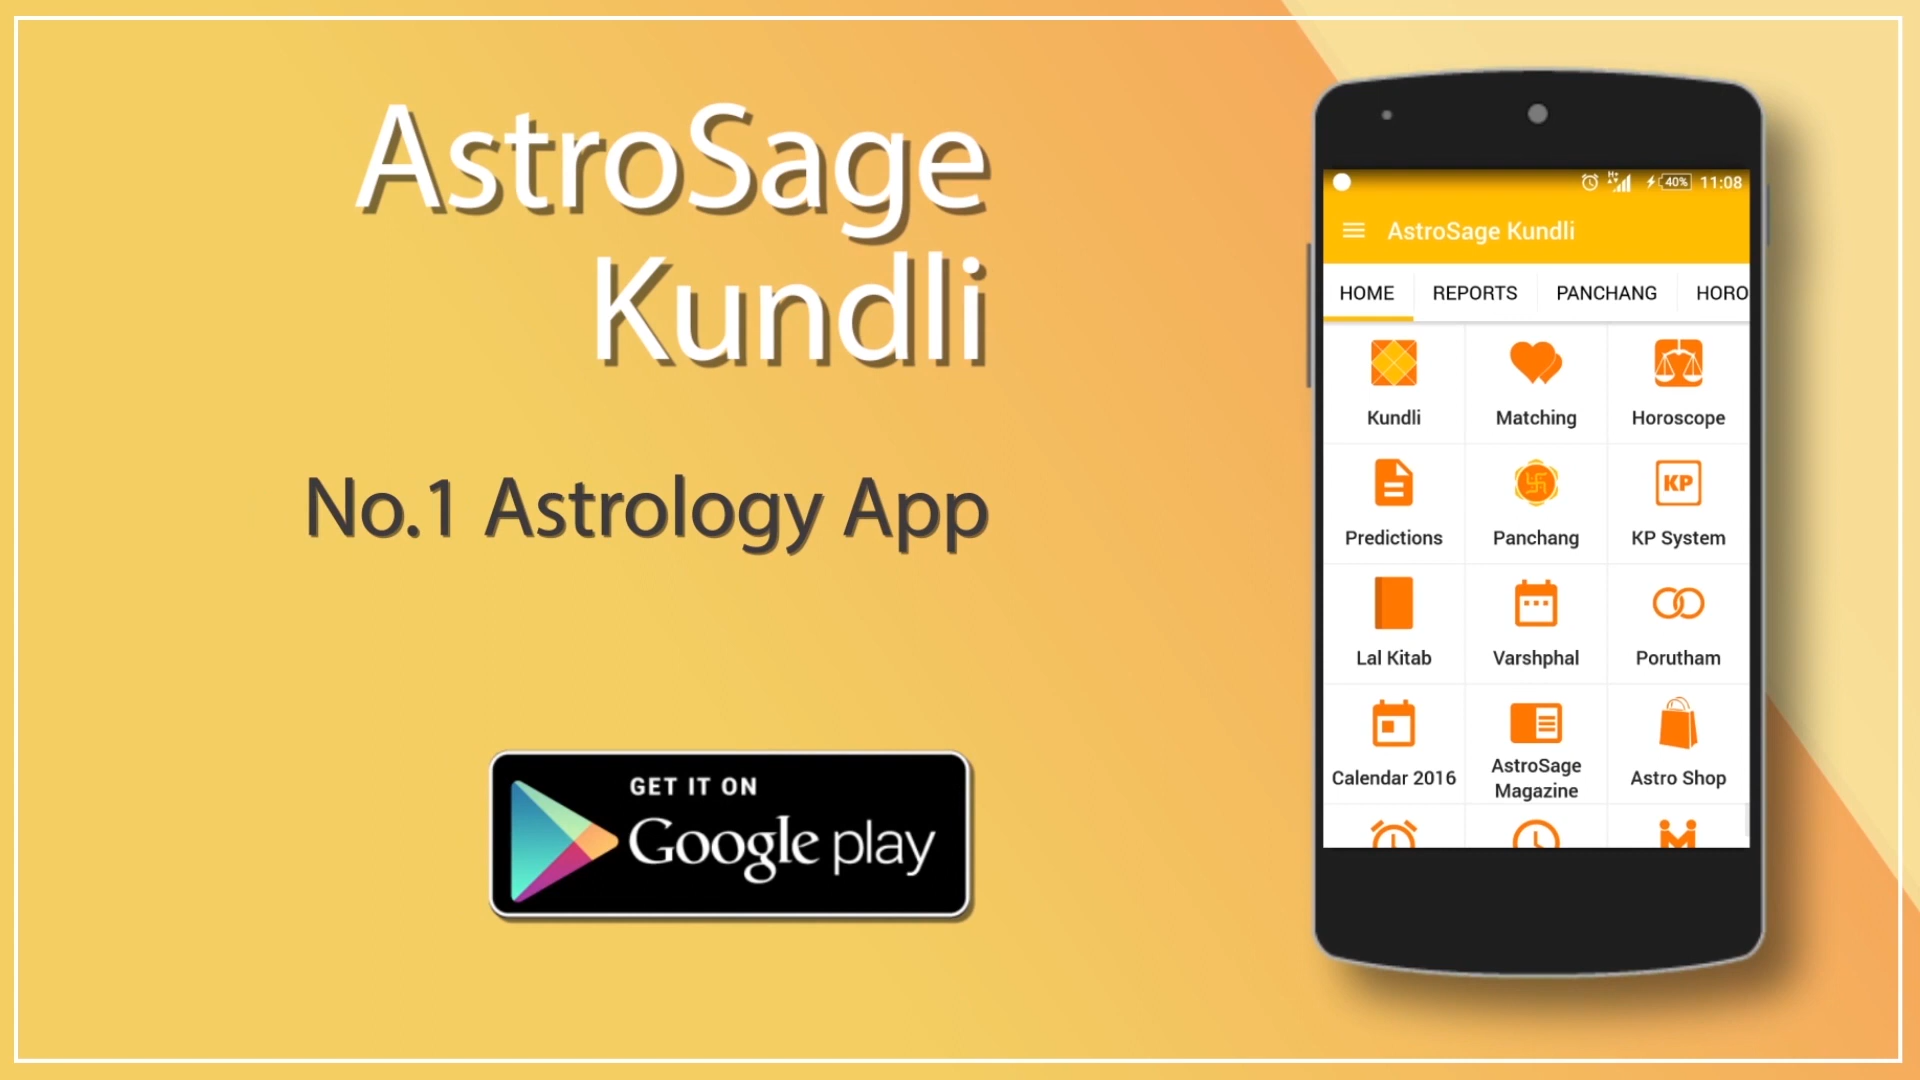 AstroSage
Kundli
No.1 Astrology App
GET IT ON
Google play
40% 11:08
AstroSage Kundli
HOME REPORTS PANCHANG HORO
Kundli Matching Horoscope
KP
Predictions Panchang KP System
Lal Kitab Varshphal Porutham
Calendar 2016 AstroSage Magazine Astro Shop